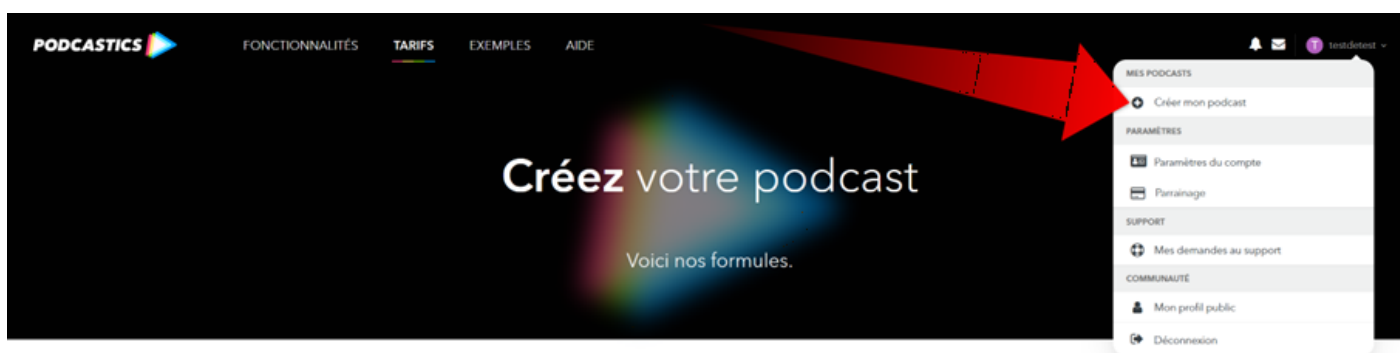 PODCASTICS
FONCTIONNALITÉS TARIFS EXEMPLES AIDE
T testdetest
MES PODCASTS
Créer mon podcast
PARAMÈTRES
Paramètres du compte
Parrainage
SUPPORT
Mes demandes au support
COMMUNAUTÉ
Mon profil public
Déconnexion
Créez votre podcast
Voici nos formules.